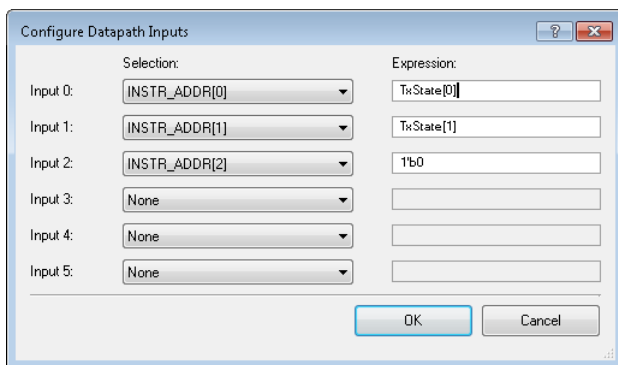 Configure Datapath Inputs
Selection: Expression:
Input 0: INSTR_ADDR[0] TxState[0]
Input 1: INSTR_ADDR[1] TxState[1]
Input 2: INSTR_ADDR[2] 1'b0
Input 3: None
Input 4: None
Input 5: None
OK Cancel